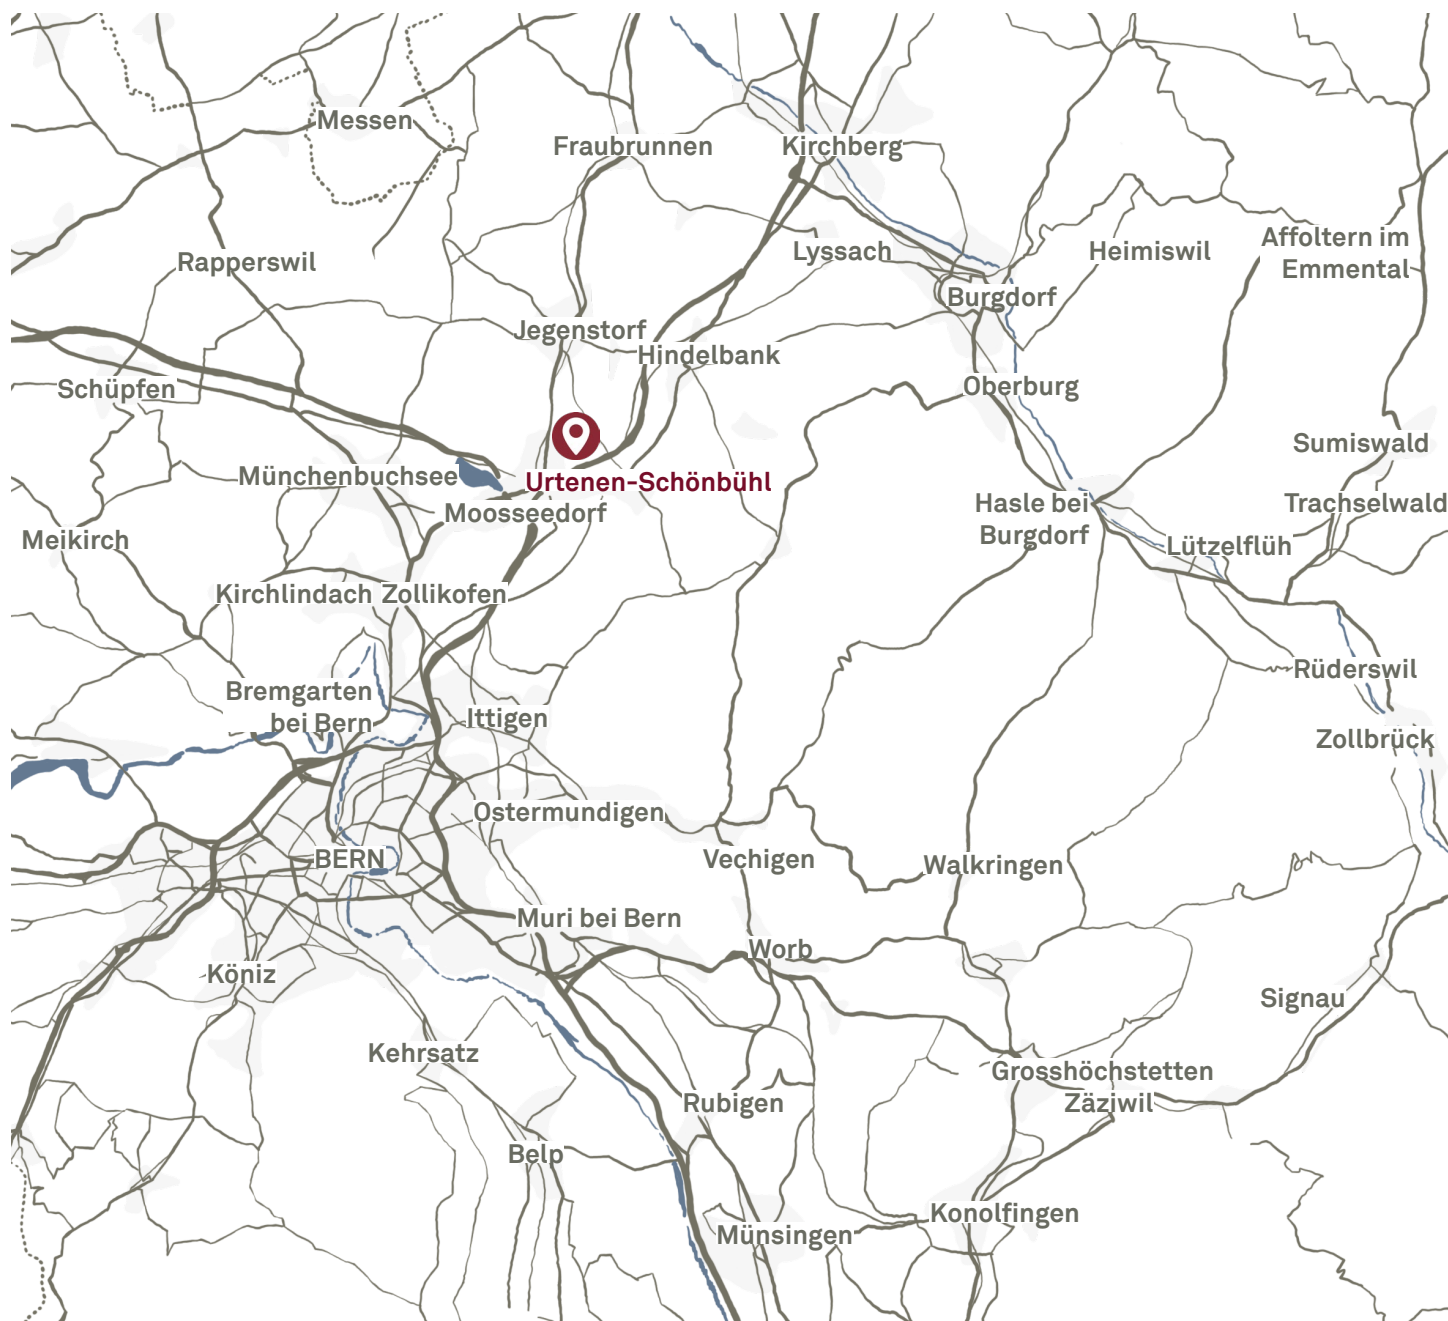 Messen
Fraubrunnen
Kirchberg
Rapperswil
Lyssach
Heimiswil
Affoltern im
Emmental
Burgdorf
Jegenstorf
Hindelbank
Schüpfen
Oberburg
Sumiswald
Münchenbuchsee
Urtenen-Schönbühl
Moosseedorf
Hasle bei
Burgdorf
Trachselwald
Meikirch
Lützelflüh
Kirchlindach
Zollikofen
Rüderswil
Bremgarten
bei Bern
Ittigen
Zollbrück
Ostermundigen
BERN
Vechigen
Walkringen
Muri bei Bern
Worb
Köniz
Signau
Kehrsatz
Grosshöchstetten
Zäziwil
Rubigen
Belp
Konolfingen
Münsingen